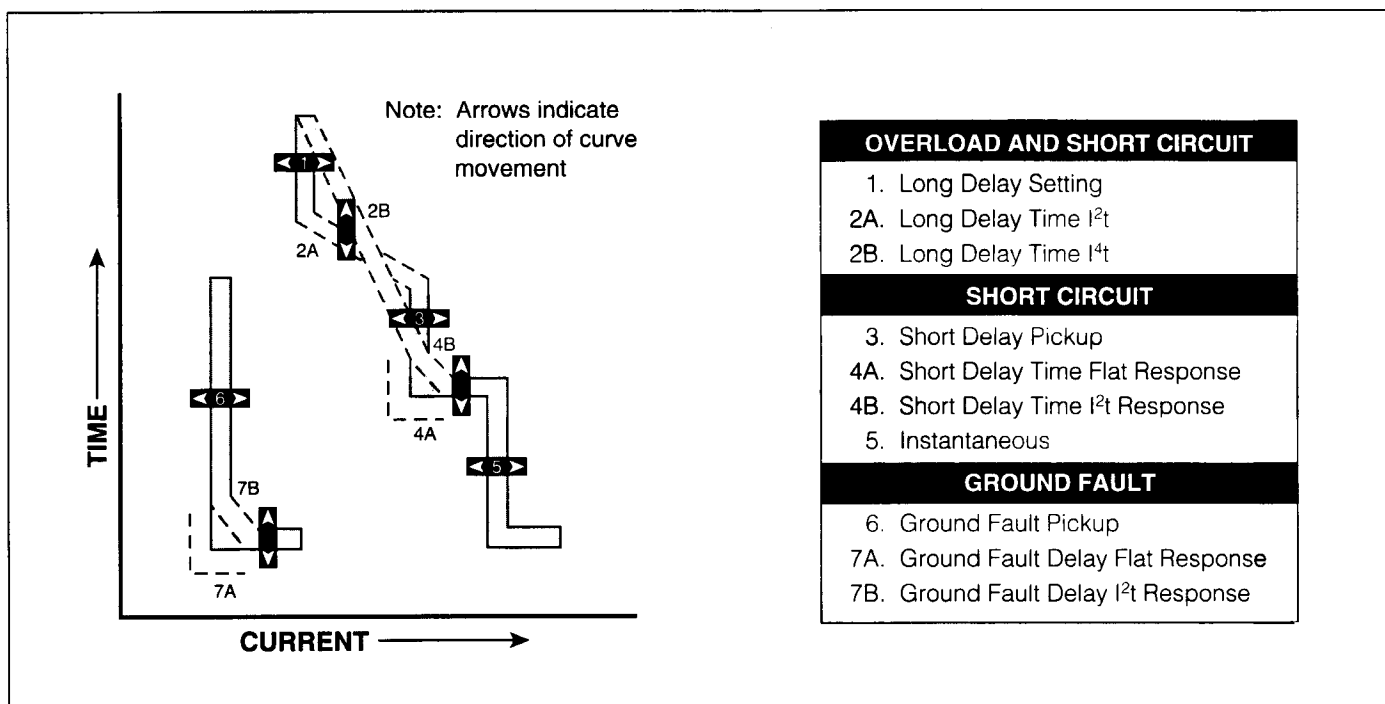 Note: Arrows indicate
direction of curve
movement
1
2B
2A
3
4B
4A
5
6
7B
7A
TIME
CURRENT
OVERLOAD AND SHORT CIRCUIT
1. Long Delay Setting
2A. Long Delay Time I²t
2B. Long Delay Time I⁴t
SHORT CIRCUIT
3. Short Delay Pickup
4A. Short Delay Time Flat Response
4B. Short Delay Time I²t Response
5. Instantaneous
GROUND FAULT
6. Ground Fault Pickup
7A. Ground Fault Delay Flat Response
7B. Ground Fault Delay I²t Response